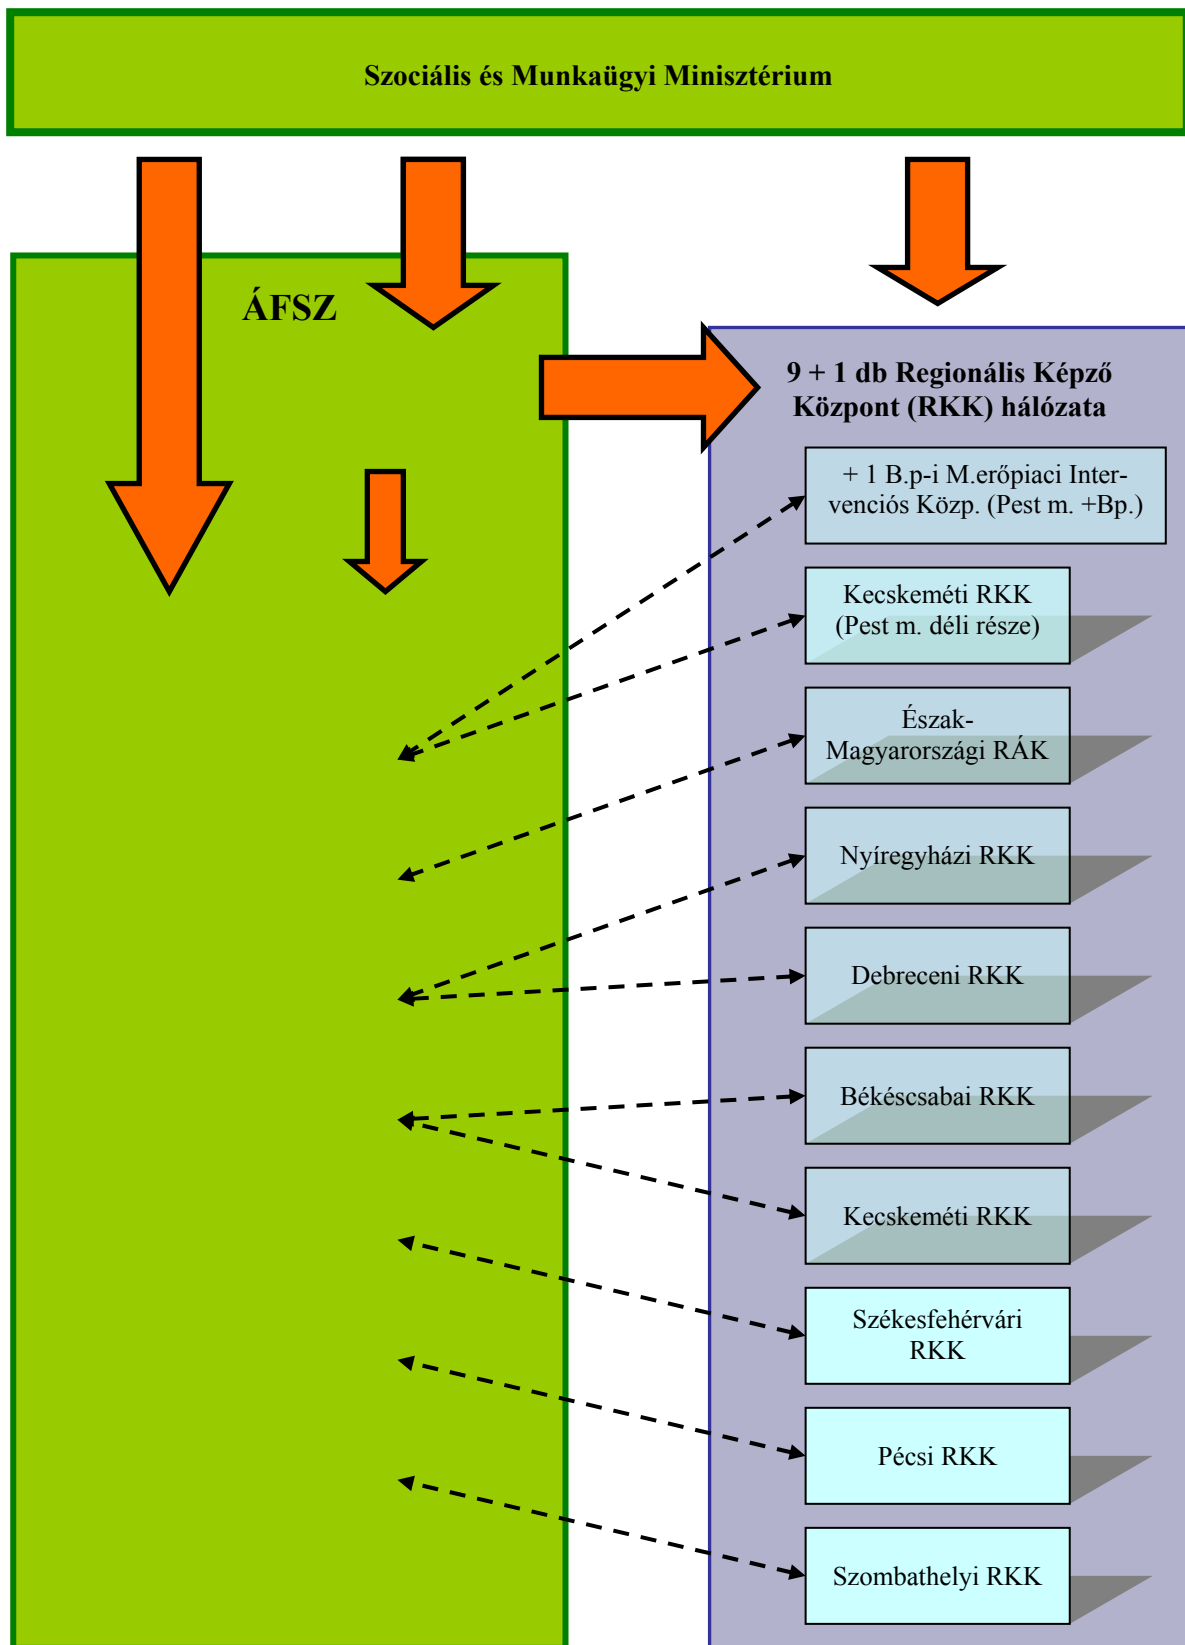 Szociális és Munkaügyi Minisztérium
ÁFSZ
9 + 1 db Regionális Képző
Központ (RKK) hálózata
+ 1 B.p-i M.erőpiaci Inter-
venciós Közp. (Pest m. +Bp.)
Kecskeméti RKK
(Pest m. déli része)
Észak-
Magyarországi RÁK
Nyíregyházi RKK
Debreceni RKK
Békéscsabai RKK
Kecskeméti RKK
Székesfehérvári
RKK
Pécsi RKK
Szombathelyi RKK